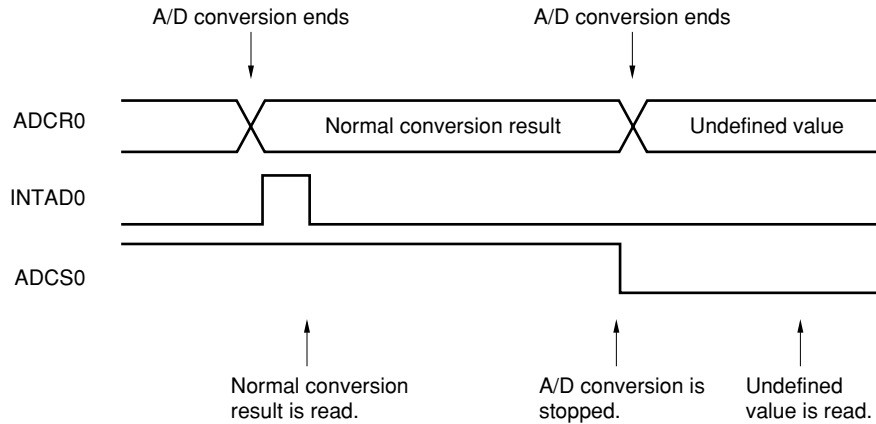 A/D conversion ends
A/D conversion ends
ADCR0
Normal conversion result
Undefined value
INTAD0
ADCS0
Normal conversion
result is read.
A/D conversion is
stopped.
Undefined
value is read.